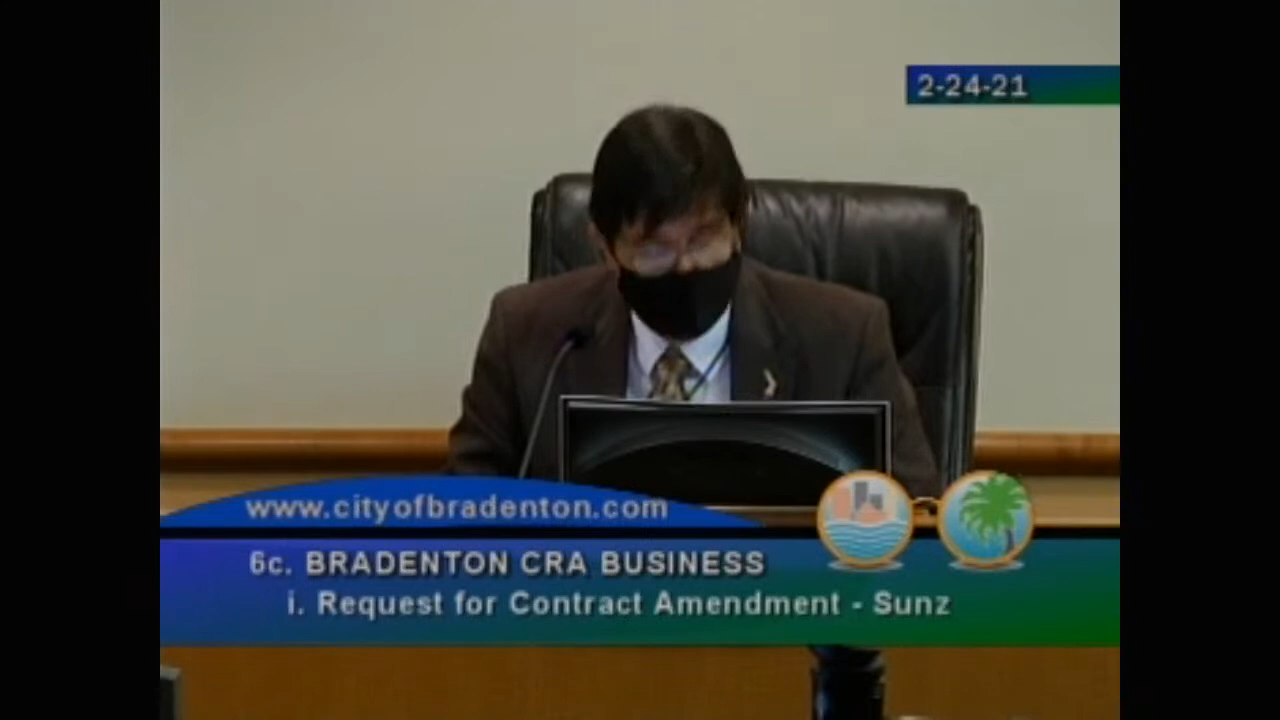 2-24-21
www.cityofbradenton.com
6c. BRADENTON CRA BUSINESS
i. Request for Contract Amendment - Sunz